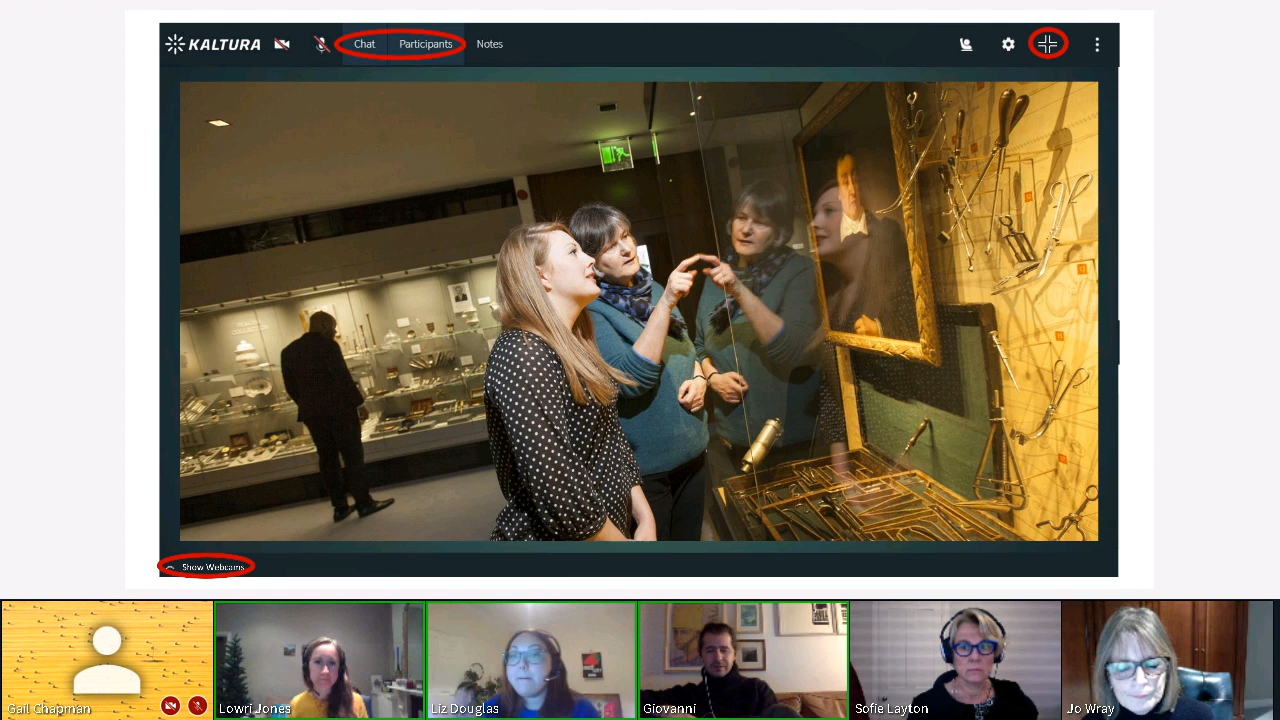 KALTURA Chat Participants Notes
Show Webcams
Gail Chapman Lowri Jones Liz Douglas Giovanni Sofie Layton Jo Wray